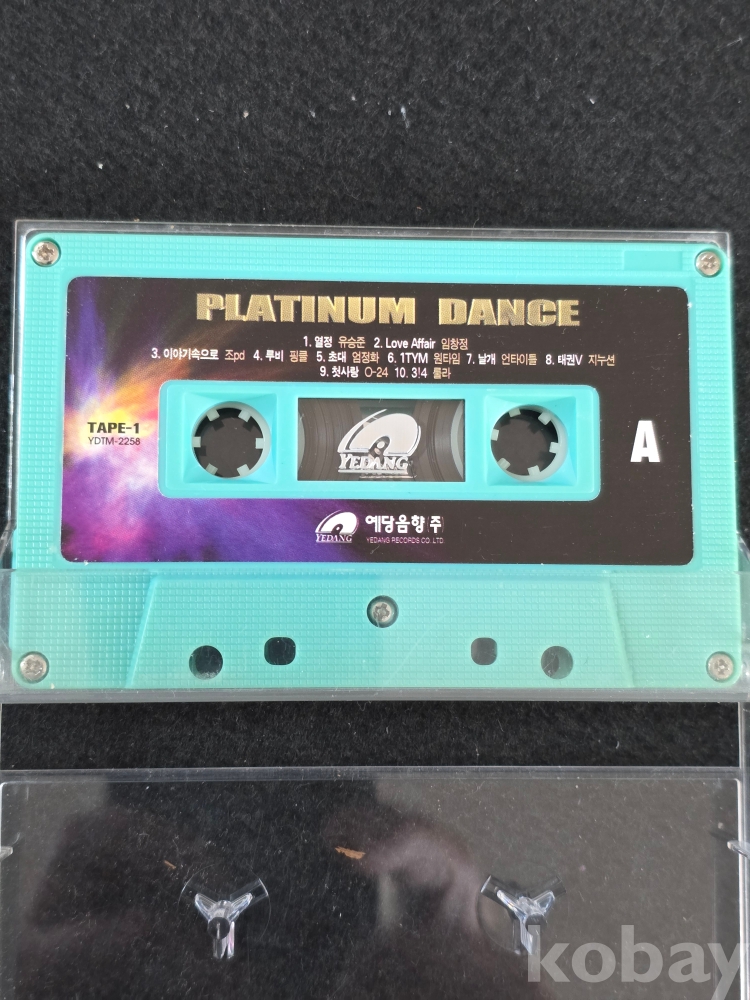 PLATINUM DANCE
1. 열정 유승준 2. Love Affair 임창정
3. 이야기속으로 조pd 4. 루비 핑클 5. 초대 엄정화 6. 1TYM 원타임 7. 날개 언타이틀 8. 태권V 지누션
9. 첫사랑 O-24 10. 3!4 룰라
TAPE-1
YDTM-2258
A
YEDANG
YEDANG
예당음향 주
YEDANG RECORDS CO. LTD.
kobay